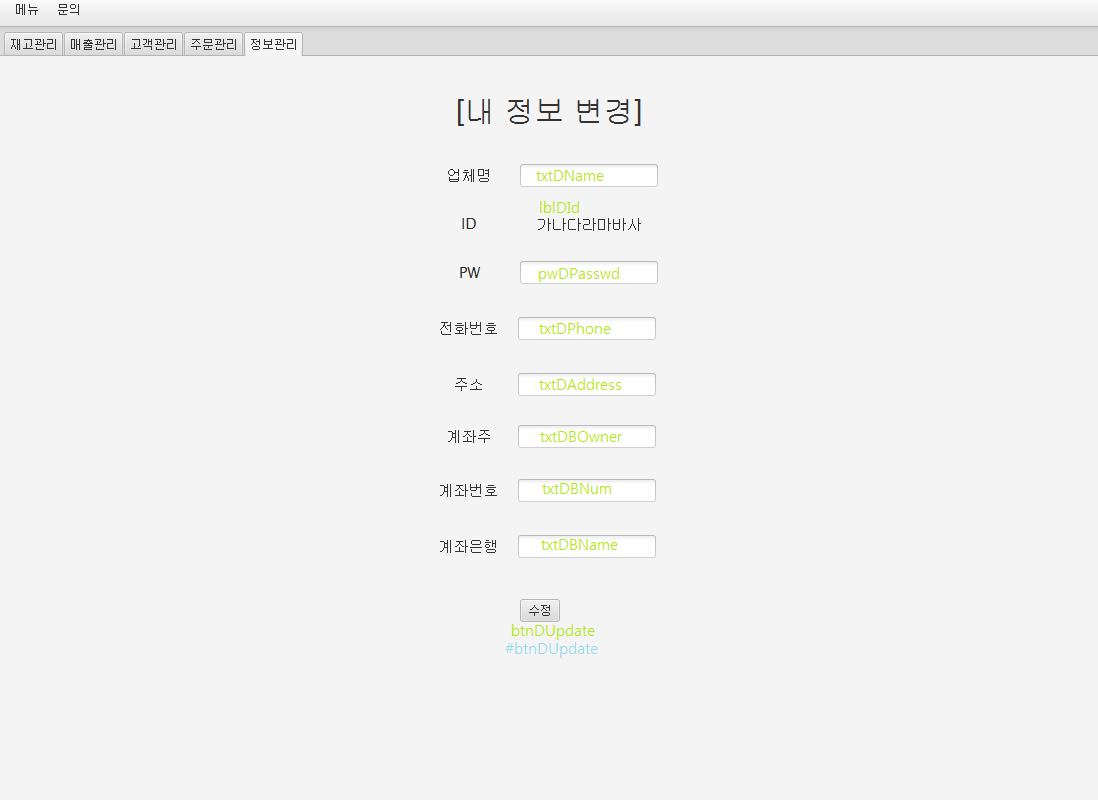 메뉴 문의
재고관리 매출관리 고객관리 주문관리 정보관리
[내 정보 변경]
업체명 txtDName
lblDId
ID 가나다라마바사
PW pwDPasswd
전화번호 txtDPhone
주소 txtDAddress
계좌주 txtDBOwner
계좌번호 txtDBNum
계좌은행 txtDBName
수정
btnDUpdate
#btnDUpdate